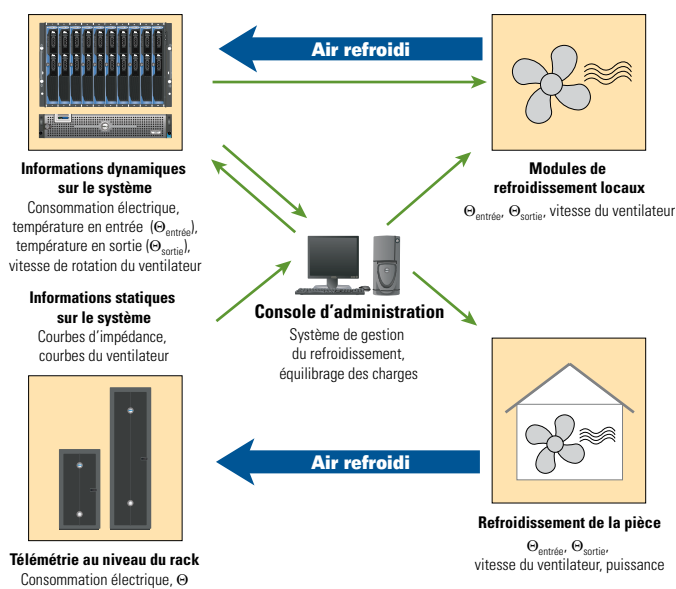 Air refroidi
Informations dynamiques
sur le système
Consommation électrique,
température en entrée (Θentrée),
température en sortie (Θsortie),
vitesse de rotation du ventilateur
Modules de
refroidissement locaux
Θentrée, Θsortie, vitesse du ventilateur
Informations statiques
sur le système
Courbes d'impédance,
courbes du ventilateur
Console d'administration
Système de gestion
du refroidissement,
équilibrage des charges
Air refroidi
Télémétrie au niveau du rack
Consommation électrique, Θ
Refroidissement de la pièce
Θentrée, Θsortie,
vitesse du ventilateur, puissance